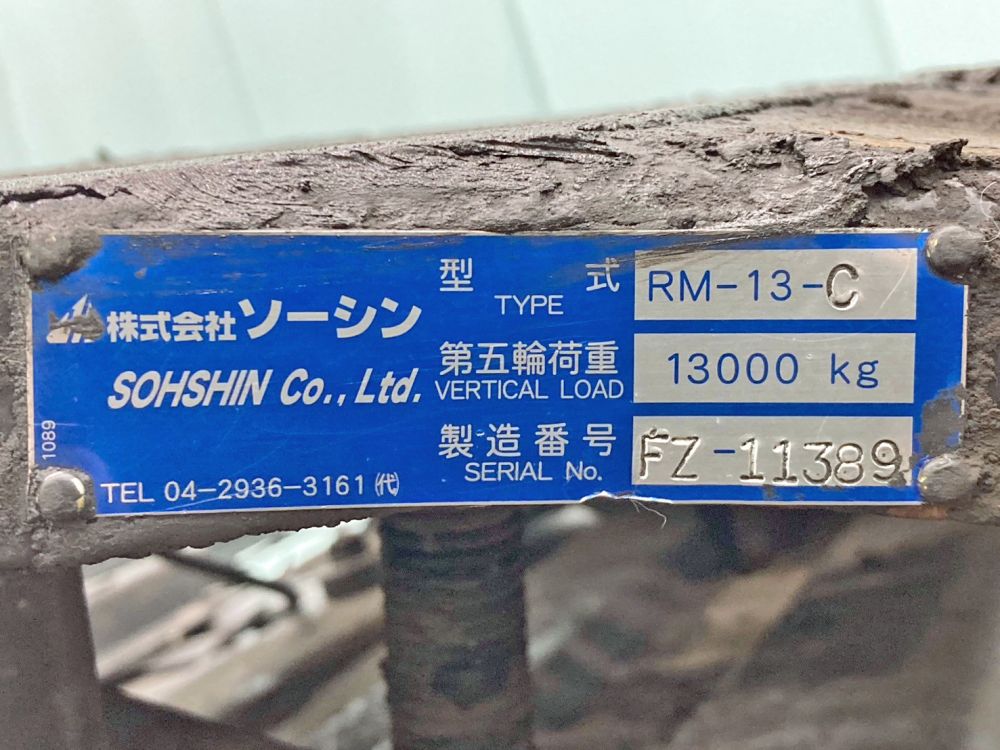 株式会社ソーシン
SOHSHIN Co., Ltd.
1089
TEL 04-2936-3161 ㈹
型式 RM-13-C
TYPE
第五輪荷重 13000 kg
VERTICAL LOAD
製造番号 FZ-11389
SERIAL No.